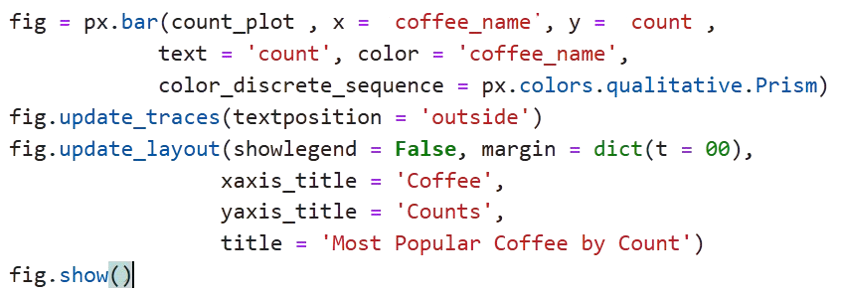 fig = px.bar(count_plot , x =  coffee_name', y =  count ,
text = 'count', color = 'coffee_name',
color_discrete_sequence = px.colors.qualitative.Prism)
fig.update_traces(textposition = 'outside')
fig.update_layout(showlegend = False, margin = dict(t = 00),
xaxis_title = 'Coffee',
yaxis_title = 'Counts',
title = 'Most Popular Coffee by Count')
fig.show()